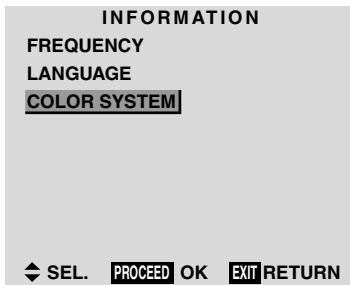 INFORMATION
FREQUENCY
LANGUAGE
COLOR SYSTEM
SEL. PROCEED OK EXIT RETURN